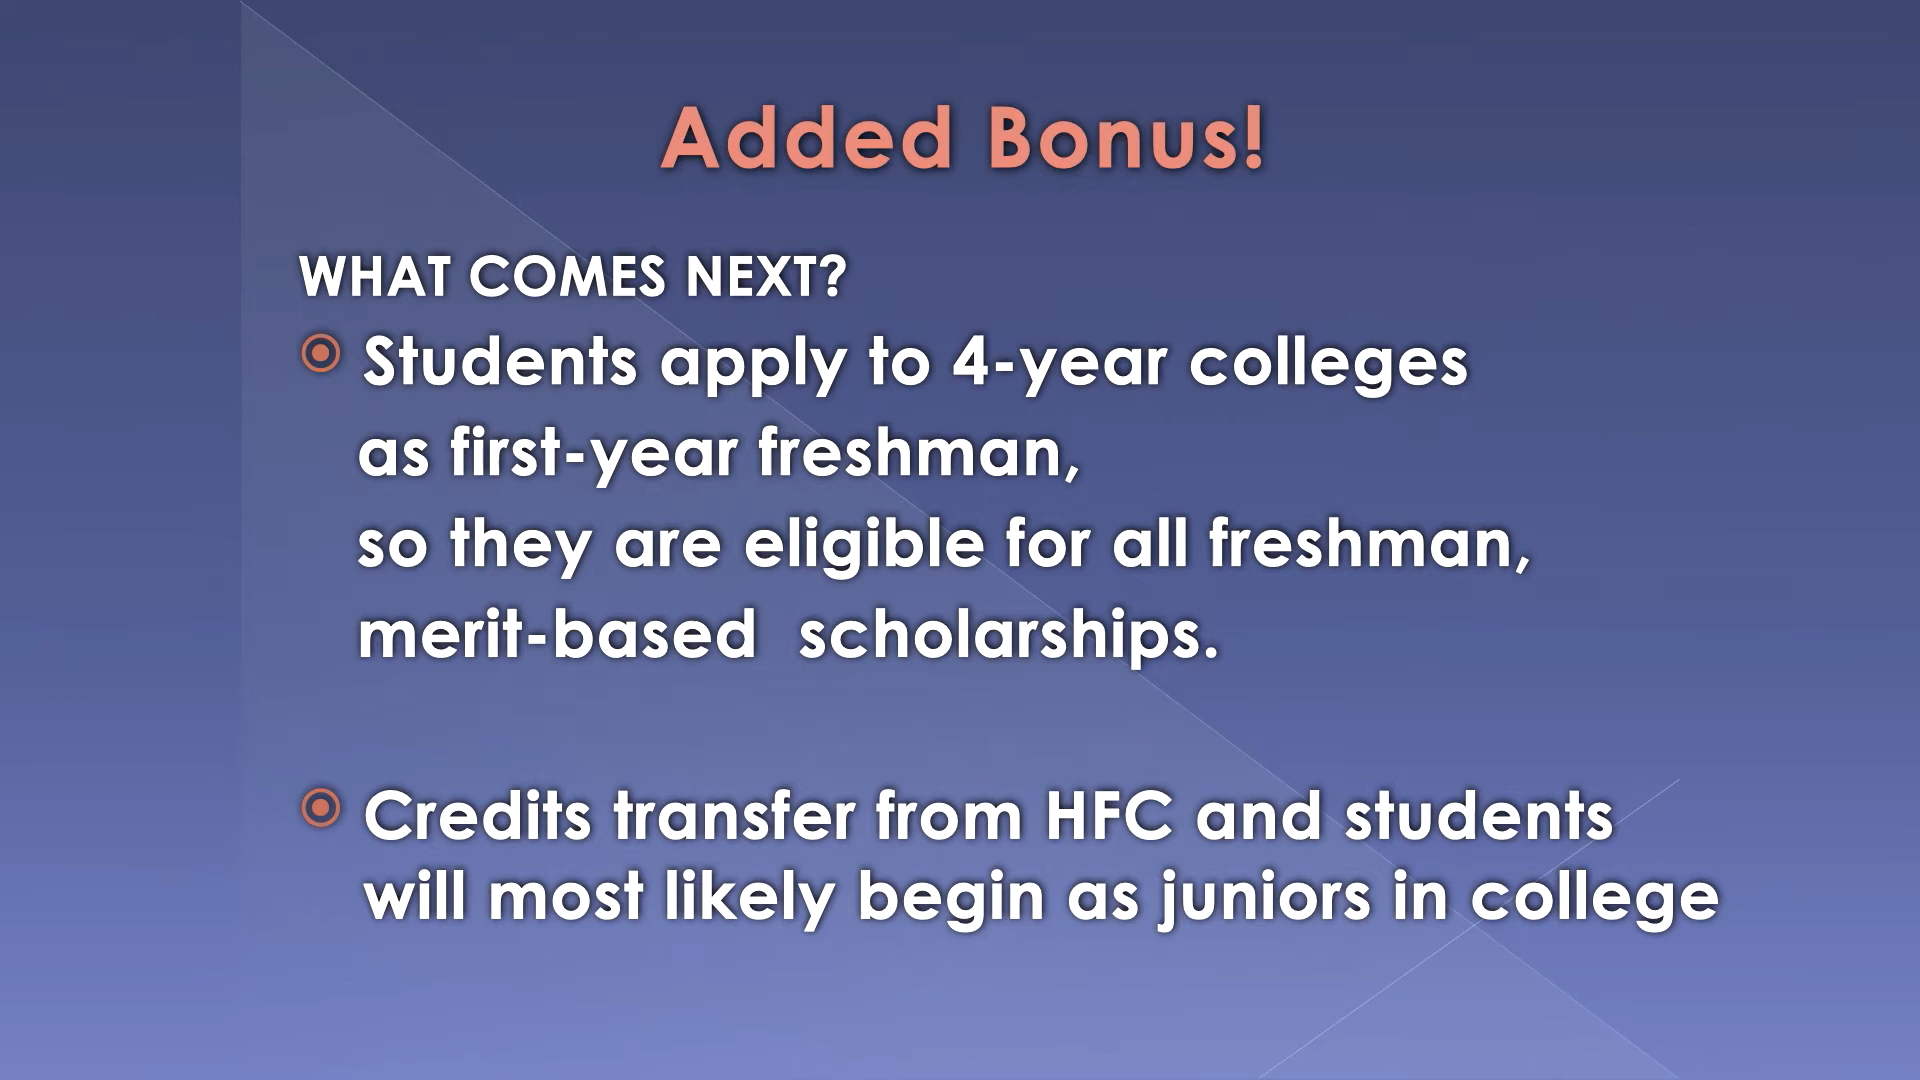 Added Bonus!
WHAT COMES NEXT?
Students apply to 4-year colleges
as first-year freshman,
so they are eligible for all freshman,
merit-based  scholarships.
Credits transfer from HFC and students
will most likely begin as juniors in college